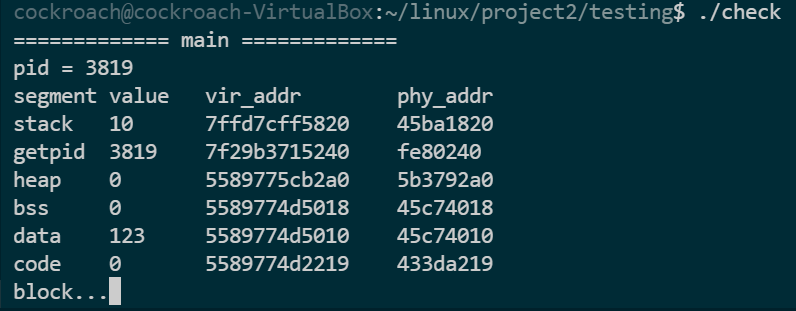 cockroach@cockroach-VirtualBox:~/linux/project2/testing$ ./check
============= main =============
pid = 3819
segment value vir_addr phy_addr
stack 10 7ffd7cff5820 45ba1820
getpid 3819 7f29b3715240 fe80240
heap 0 5589775cb2a0 5b3792a0
bss 0 5589774d5018 45c74018
data 123 5589774d5010 45c74010
code 0 5589774d2219 433da219
block...